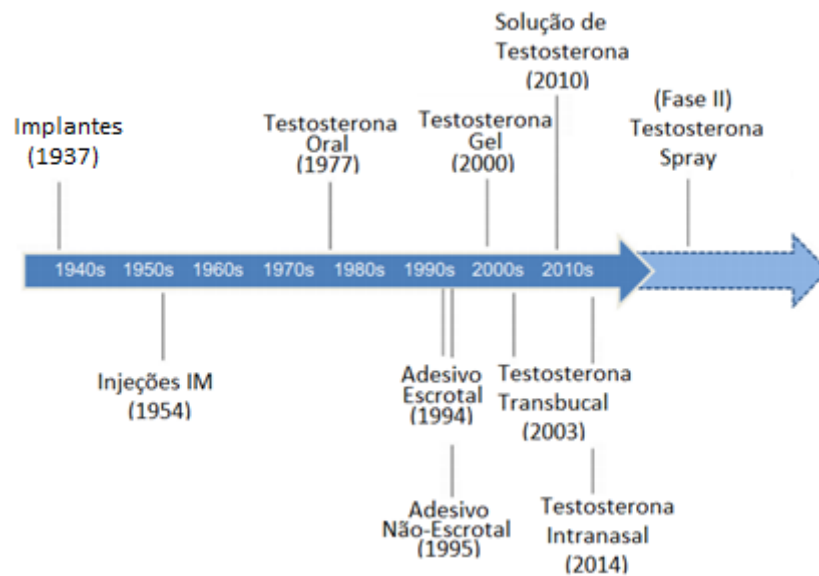 Solução de
Testosterona
(2010)
(Fase II)
Testosterona
Spray
Implantes
(1937)
Testosterona
Oral
(1977)
Testosterona
Gel
(2000)
1940s 1950s 1960s 1970s 1980s 1990s 2000s 2010s
Injeções IM
(1954)
Adesivo
Escrotal
(1994)
Testosterona
Transbucal
(2003)
Adesivo
Não-Escrotal
(1995)
Testosterona
Intranasal
(2014)